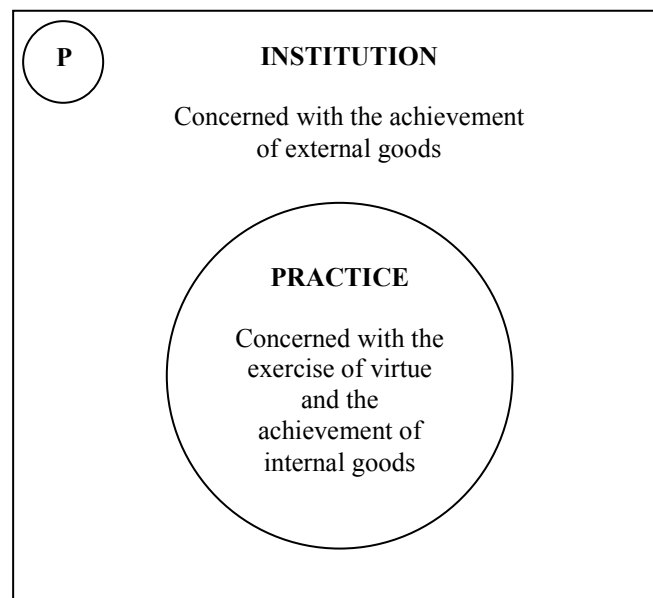 P
INSTITUTION
Concerned with the achievement
of external goods
PRACTICE
Concerned with the
exercise of virtue
and the
achievement of
internal goods